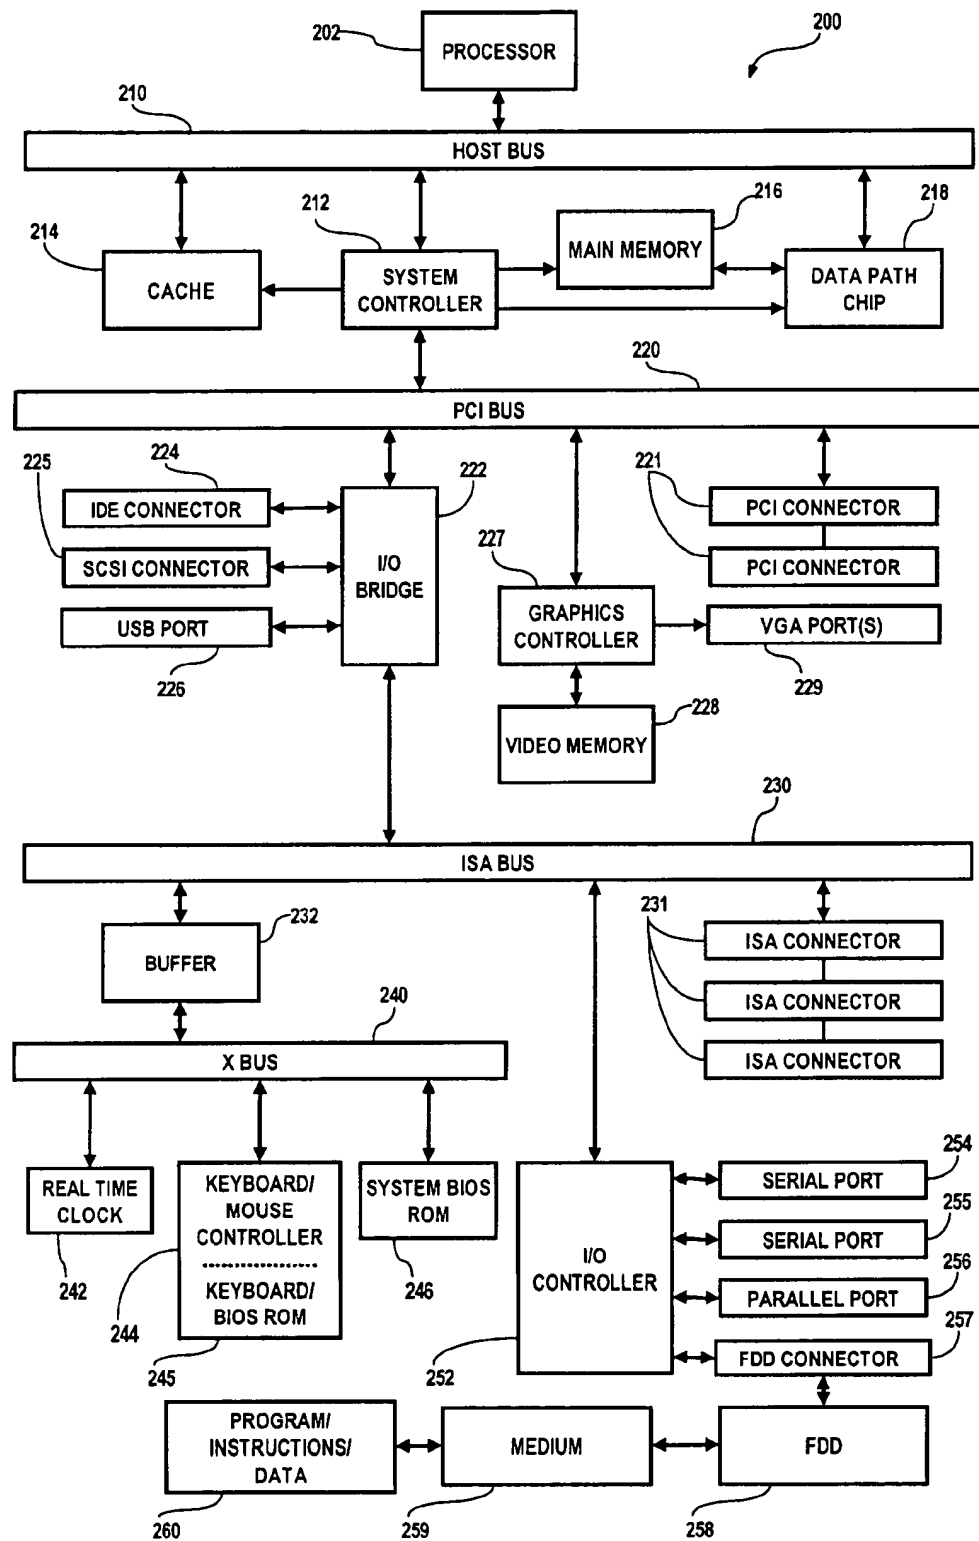 202
PROCESSOR
200
210
HOST BUS
212
216
218
214
MAIN MEMORY
CACHE
SYSTEM
CONTROLLER
DATA PATH
CHIP
220
PCI BUS
225
224
222
221
IDE CONNECTOR
PCI CONNECTOR
SCSI CONNECTOR
I/O
BRIDGE
227
PCI CONNECTOR
USB PORT
GRAPHICS
CONTROLLER
VGA PORT(S)
226
229
228
VIDEO MEMORY
230
ISA BUS
232
231
BUFFER
ISA CONNECTOR
240
ISA CONNECTOR
X BUS
ISA CONNECTOR
REAL TIME
CLOCK
KEYBOARD/
MOUSE
CONTROLLER
KEYBOARD/
BIOS ROM
SYSTEM BIOS
ROM
242
244
245
246
I/O
CONTROLLER
252
254
SERIAL PORT
255
SERIAL PORT
256
PARALLEL PORT
257
FDD CONNECTOR
PROGRAM/
INSTRUCTIONS/
DATA
MEDIUM
FDD
260
259
258